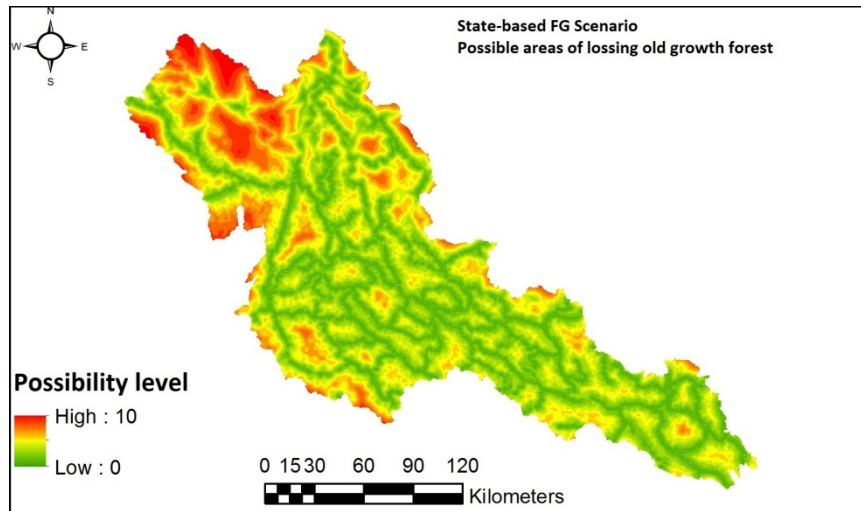 N
W E
S
State-based FG Scenario
Possible areas of lossing old growth forest
Possibility level
High : 10
Low : 0
0 15 30 60 90 120
Kilometers